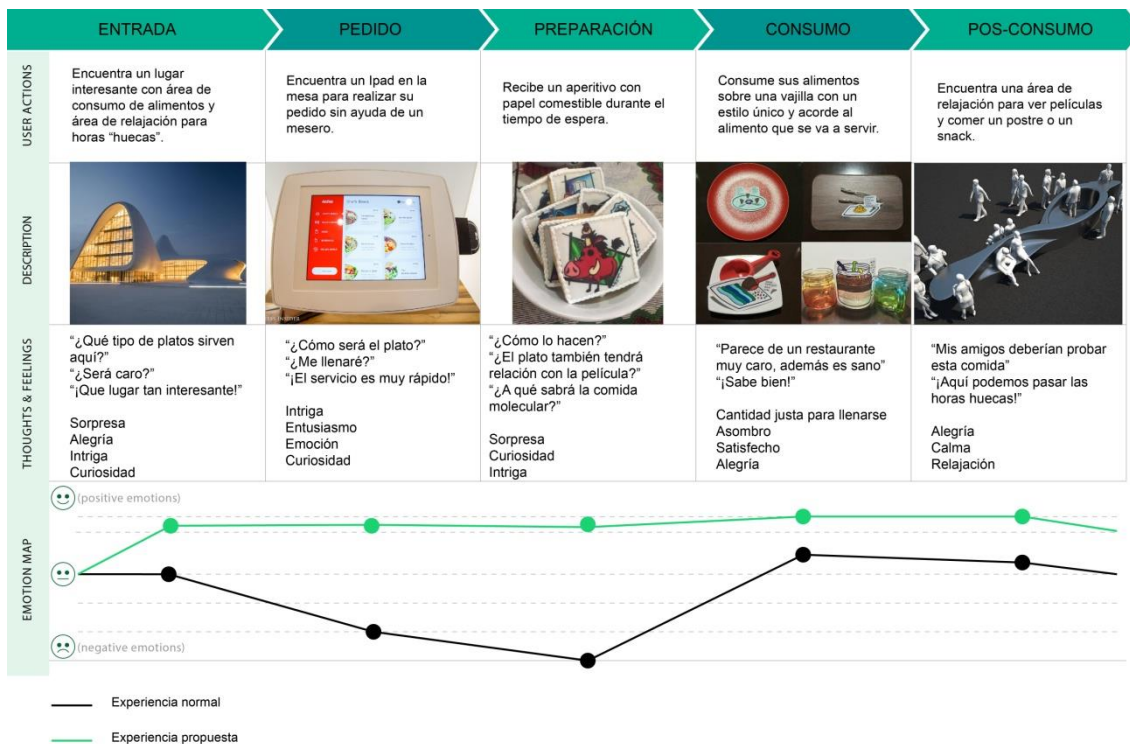 ENTRADA
PEDIDO
PREPARACIÓN
CONSUMO
POS-CONSUMO
USER ACTIONS
Encuentra un lugar
interesante con área de
consumo de alimentos y
área de relajación para
horas “huecas”.
Encuentra un Ipad en la
mesa para realizar su
pedido sin ayuda de un
mesero.
Recibe un aperitivo con
papel comestible durante el
tiempo de espera.
Consume sus alimentos
sobre una vajilla con un
estilo único y acorde al
alimento que se va a servir.
Encuentra una área de
relajación para ver películas
y comer un postre o un
snack.
DESCRIPTION
THOUGHTS & FEELINGS
“¿Qué tipo de platos sirven
aquí?”
“¿Será caro?”
“¡Que lugar tan interesante!”
Sorpresa
Alegría
Intriga
Curiosidad
“¿Cómo será el plato?”
“¿Me llenaré?”
“¡El servicio es muy rápido!”
Intriga
Entusiasmo
Emoción
Curiosidad
“¿Cómo lo hacen?”
“¿El plato también tendrá
relación con la película?”
“¿A qué sabrá la comida
molecular?”
Sorpresa
Curiosidad
Intriga
“Parece de un restaurante
muy caro, además es sano”
“¡Sabe bien!”
Cantidad justa para llenarse
Asombro
Satisfecho
Alegría
“Mis amigos deberían probar
esta comida”
“¡Aquí podemos pasar las
horas huecas!”
Alegría
Calma
Relajación
EMOTION MAP
(positive emotions)
(negative emotions)
Experiencia normal
Experiencia propuesta